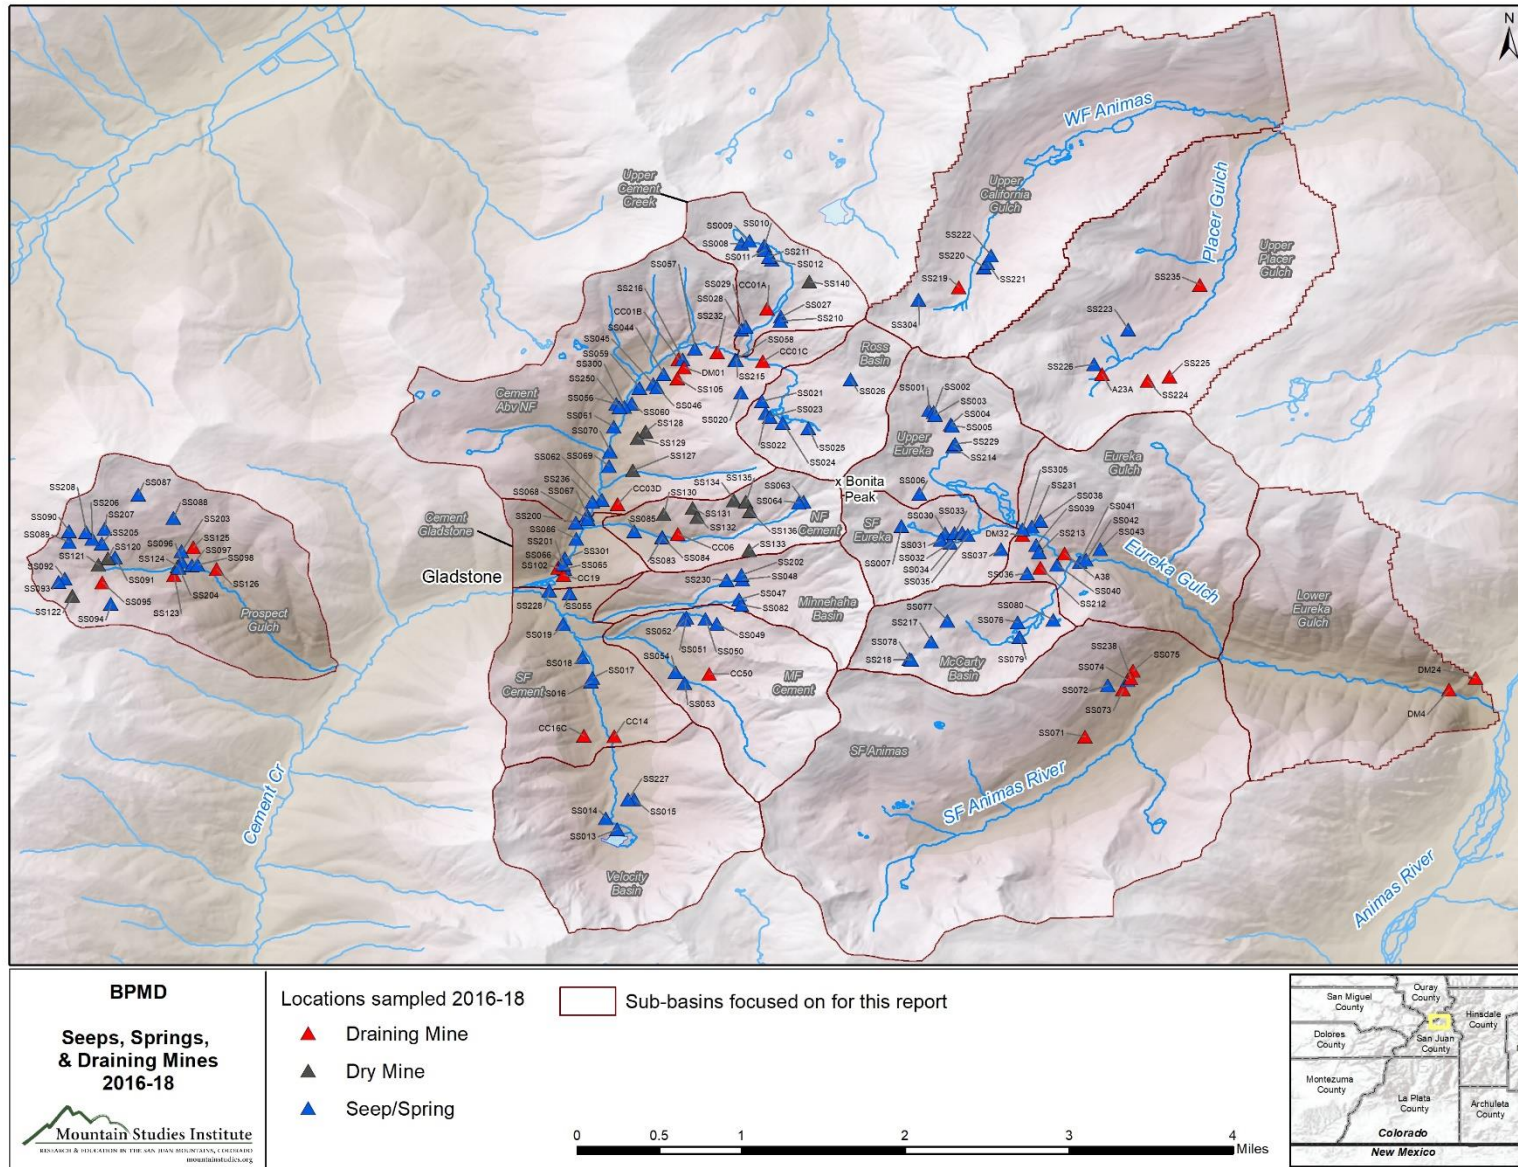 N
WF Animas
Placer Gulch
Upper
California
Gulch
Upper
Placer
Gulch
Upper
Cement
Creek
SS009
SS010
SS008
SS211
SS011
SS012
SS140
SS057
SS029
CC01A
SS216
SS028
SS027
SS210
CC01B
SS232
SS044
SS058
SS045
CC01C
SS059
DM01
SS300
SS215
SS105
SS250
SS046
SS056
SS060
SS020
SS061
SS128
SS070
SS129
SS069
SS127
SS062
Cement
Abv NF
Ross
Basin
SS026
SS021
SS023
SS022
SS025
SS024
SS222
SS220
SS221
SS219
SS304
SS235
SS223
SS226
SS225
A23A
SS224
SS001
SS002
SS003
SS004
SS005
SS229
SS214
Upper
Eureka
SS006
x Bonita
Peak
Eureka
Gulch
SS305
SS231
SS038
SS039
SS041
SS042
SS043
SS213
DM32
SS033
SS030
SS037
SS031
SS032
SS034
SS035
SS007
SS036
A38
SS040
SS212
SF
Eureka
Eureka Gulch
Lower
Eureka
Gulch
SS236
SS067
SS068
CC03D
SS200
SS086
SS201
SS066
SS102
SS301
SS065
CC19
SS228
SS055
SS130
SS134
SS135
SS063
SS064
SS085
SS131
SS132
SS136
NF
Cement
SS083
SS084
CC06
SS133
SS202
SS230
SS048
SS047
SS082
Minnehaha
Basin
Cement
Gladstone
Gladstone
SS087
SS208
SS206
SS088
SS090
SS205
SS203
SS089
SS120
SS096
SS125
SS121
SS124
SS097
SS098
SS092
SS091
SS126
SS093
SS095
SS204
SS122
SS094
SS123
Prospect
Gulch
SS019
SS018
SS017
S016
SF
Cement
CC16C
CC14
SS052
SS051
SS049
SS050
SS054
CC50
SS053
MF
Cement
SS077
SS217
SS078
SS218
SS080
SS076
SS079
McCarty
Basin
SS238
SS075
SS074
SS072
SS073
SS071
SF Animas
SF Animas River
DM24
DM4
SS227
SS014
SS015
SS013
Velocity
Basin
Cement Cr
Animas River
BPMD
Seeps, Springs,
& Draining Mines
2016-18
Mountain Studies Institute
RESEARCH & EDUCATION IN THE SAN JUAN MOUNTAINS, COLORADO
mountainstudies.org
Locations sampled 2016-18
Draining Mine
Dry Mine
Seep/Spring
Sub-basins focused on for this report
0 0.5 1 2 3 4
Miles
Ouray
County
San Miguel
County
Hinsdale
County
Dolores
County
San Juan
County
Montezuma
County
La Plata
County
Archuleta
County
Colorado
New Mexico